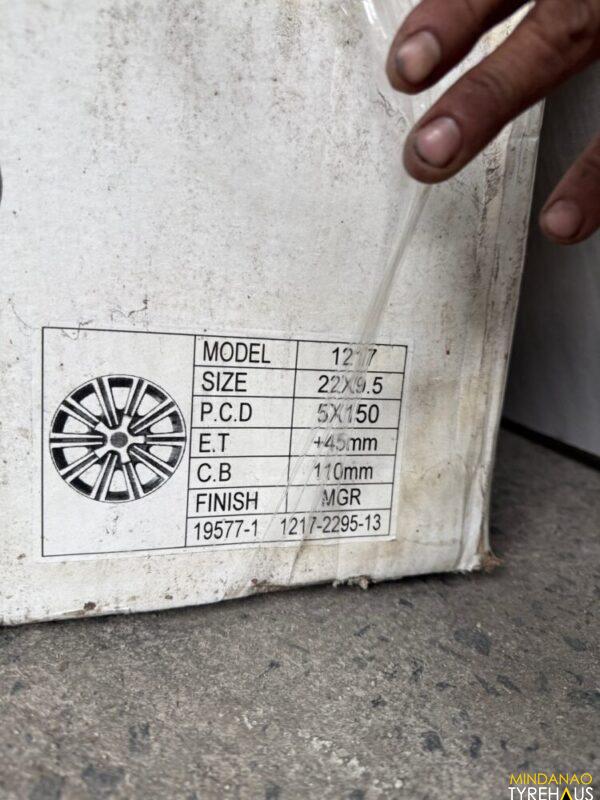 MODEL 1217
SIZE 22X9.5
P.C.D 5X150
E.T +45mm
C.B 110mm
FINISH MGR
19577-1 1217-2295-13
MINDANAO
TYREHAUS